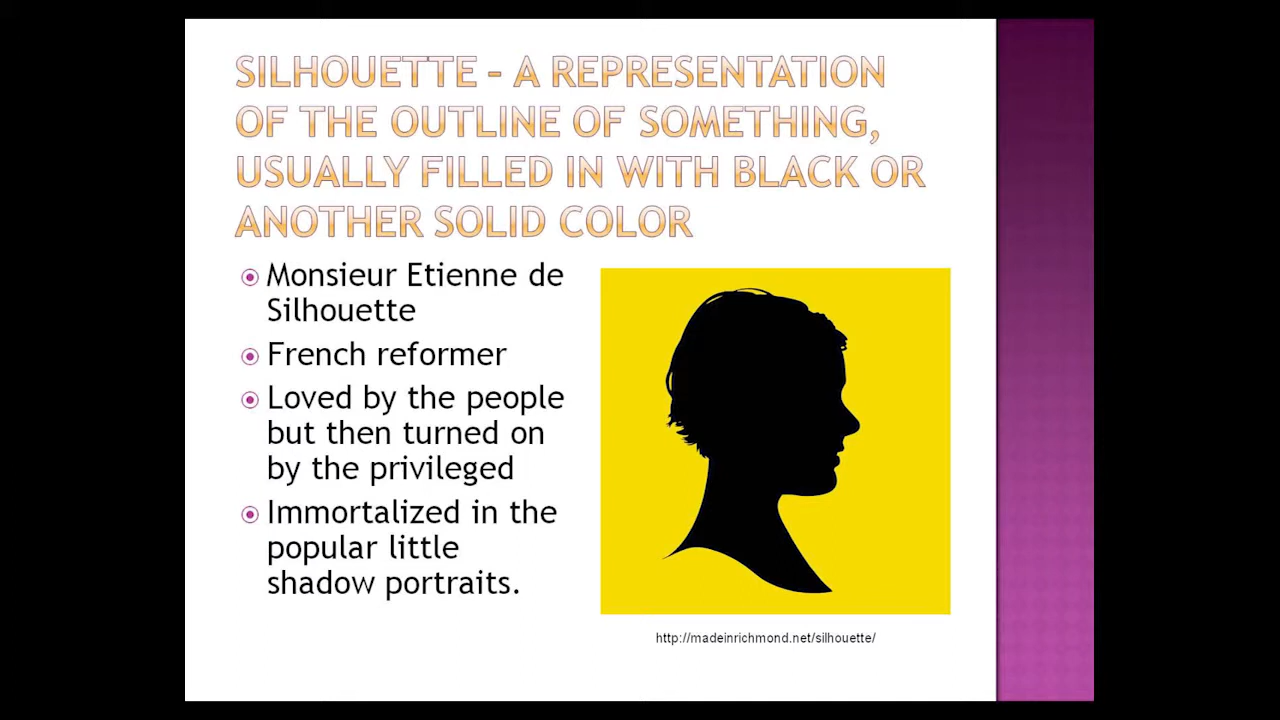 SILHOUETTE – A REPRESENTATION
OF THE OUTLINE OF SOMETHING,
USUALLY FILLED IN WITH BLACK OR
ANOTHER SOLID COLOR
Monsieur Etienne de
Silhouette
French reformer
Loved by the people
but then turned on
by the privileged
Immortalized in the
popular little
shadow portraits.
http://madeinrichmond.net/silhouette/